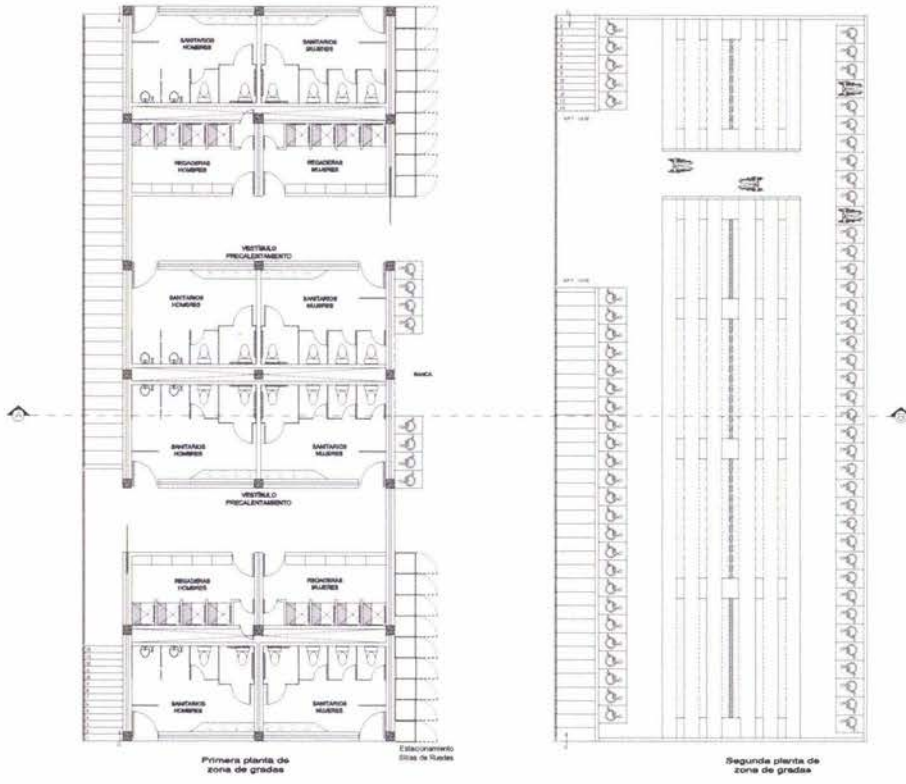 SANITARIOS
HOMBRES
SANITARIOS
MUJERES
REGADERAS
HOMBRES
REGADERAS
MUJERES
VESTÍBULO
PRECALENTAMIENTO
SANITARIOS
HOMBRES
SANITARIOS
MUJERES
BANCA
SANITARIOS
HOMBRES
SANITARIOS
MUJERES
VESTÍBULO
PRECALENTAMIENTO
REGADERAS
HOMBRES
REGADERAS
MUJERES
SANITARIOS
HOMBRES
SANITARIOS
MUJERES
Estacionamiento
Sillas de Ruedas
Primera planta de
zona de gradas
Segunda planta de
zona de gradas